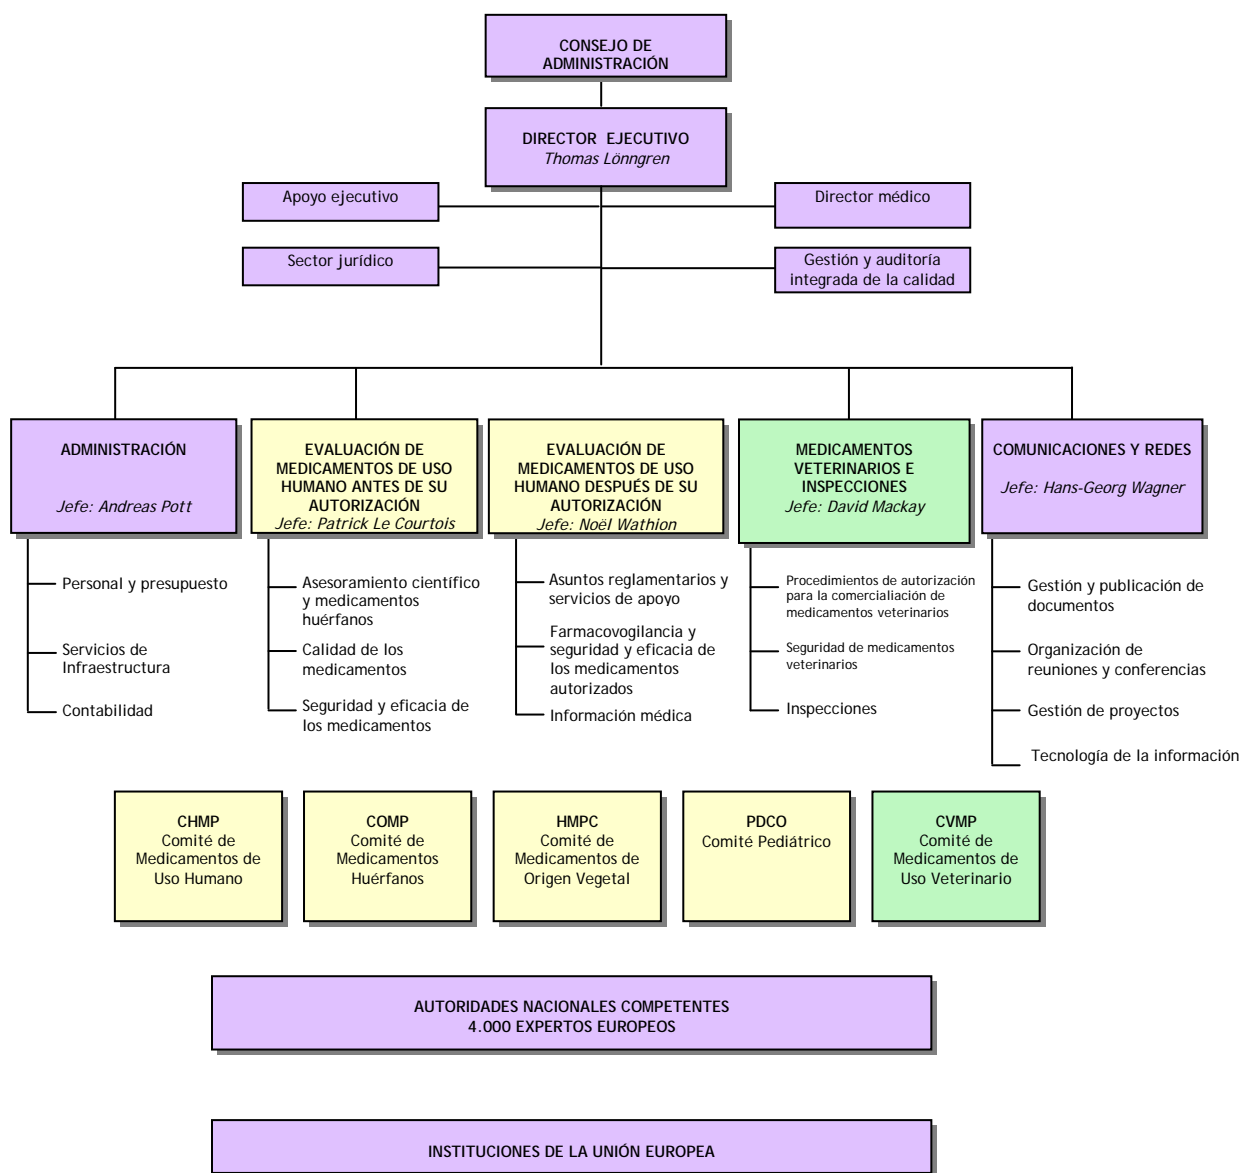 CONSEJO DE
ADMINISTRACIÓN
DIRECTOR EJECUTIVO
Thomas Lönngren
Apoyo ejecutivo
Director médico
Sector jurídico
Gestión y auditoría
integrada de la calidad
ADMINISTRACIÓN
Jefe: Andreas Pott
Personal y presupuesto
Servicios de
Infraestructura
Contabilidad
EVALUACIÓN DE
MEDICAMENTOS DE USO
HUMANO ANTES DE SU
AUTORIZACIÓN
Jefe: Patrick Le Courtois
Asesoramiento científico
y medicamentos
huérfanos
Calidad de los
medicamentos
Seguridad y eficacia de
los medicamentos
EVALUACIÓN DE
MEDICAMENTOS DE USO
HUMANO DESPUÉS DE SU
AUTORIZACIÓN
Jefe: Noël Wathion
Asuntos reglamentarios y
servicios de apoyo
Farmacovogilancia y
seguridad y eficacia de
los medicamentos
autorizados
Información médica
MEDICAMENTOS
VETERINARIOS E
INSPECCIONES
Jefe: David Mackay
Procedimientos de autorización
para la comercialiación de
medicamentos veterinarios
Seguridad de medicamentos
veterinarios
Inspecciones
COMUNICACIONES Y REDES
Jefe: Hans-Georg Wagner
Gestión y publicación de
documentos
Organización de
reuniones y conferencias
Gestión de proyectos
Tecnología de la información
CHMP
Comité de
Medicamentos de
Uso Humano
COMP
Comité de
Medicamentos
Huérfanos
HMPC
Comité de
Medicamentos de
Origen Vegetal
PDCO
Comité Pediátrico
CVMP
Comité de
Medicamentos de
Uso Veterinario
AUTORIDADES NACIONALES COMPETENTES
4.000 EXPERTOS EUROPEOS
INSTITUCIONES DE LA UNIÓN EUROPEA